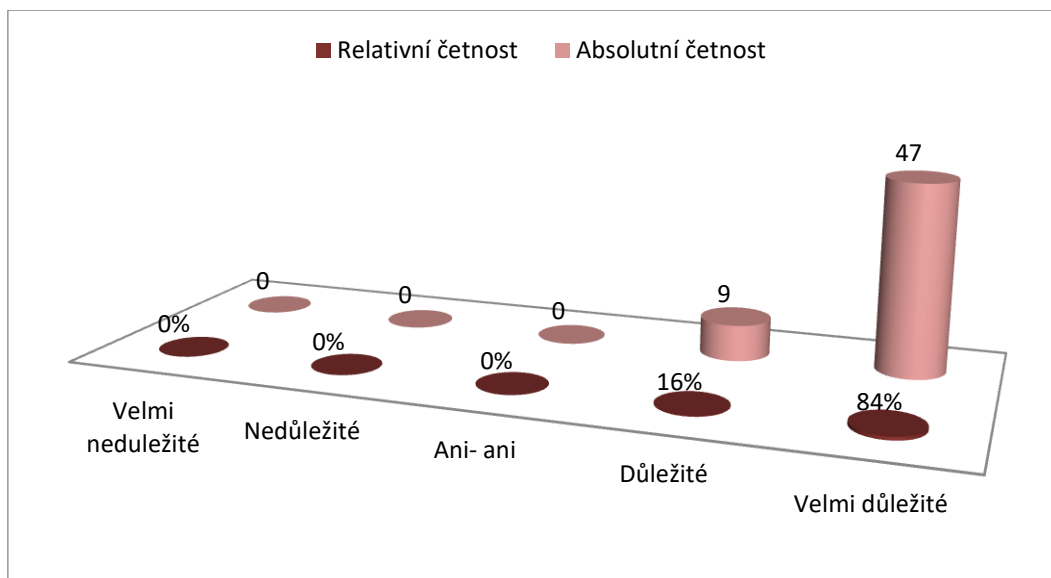 Relativní četnost Absolutní četnost
47
9
0
0
0
0%
0%
0%
16%
84%
Velmi
neduležité
Nedůležité
Ani- ani
Důležité
Velmi důležité